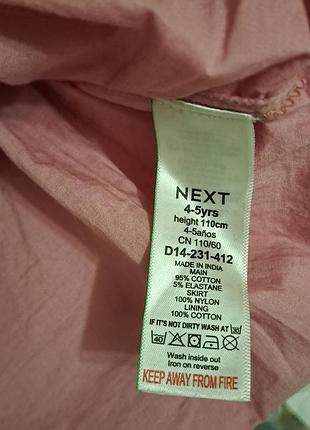 NEXT
4-5yrs
height 110cm
4-5años
CN 110/60
D14-231-412
MADE IN INDIA
MAIN
95% COTTON
5% ELASTANE
SKIRT
100% NYLON
LINING
100% COTTON
IF IT'S NOT DIRTY WASH AT 30
40
Wash inside out
Iron on reverse
KEEP AWAY FROM FIRE